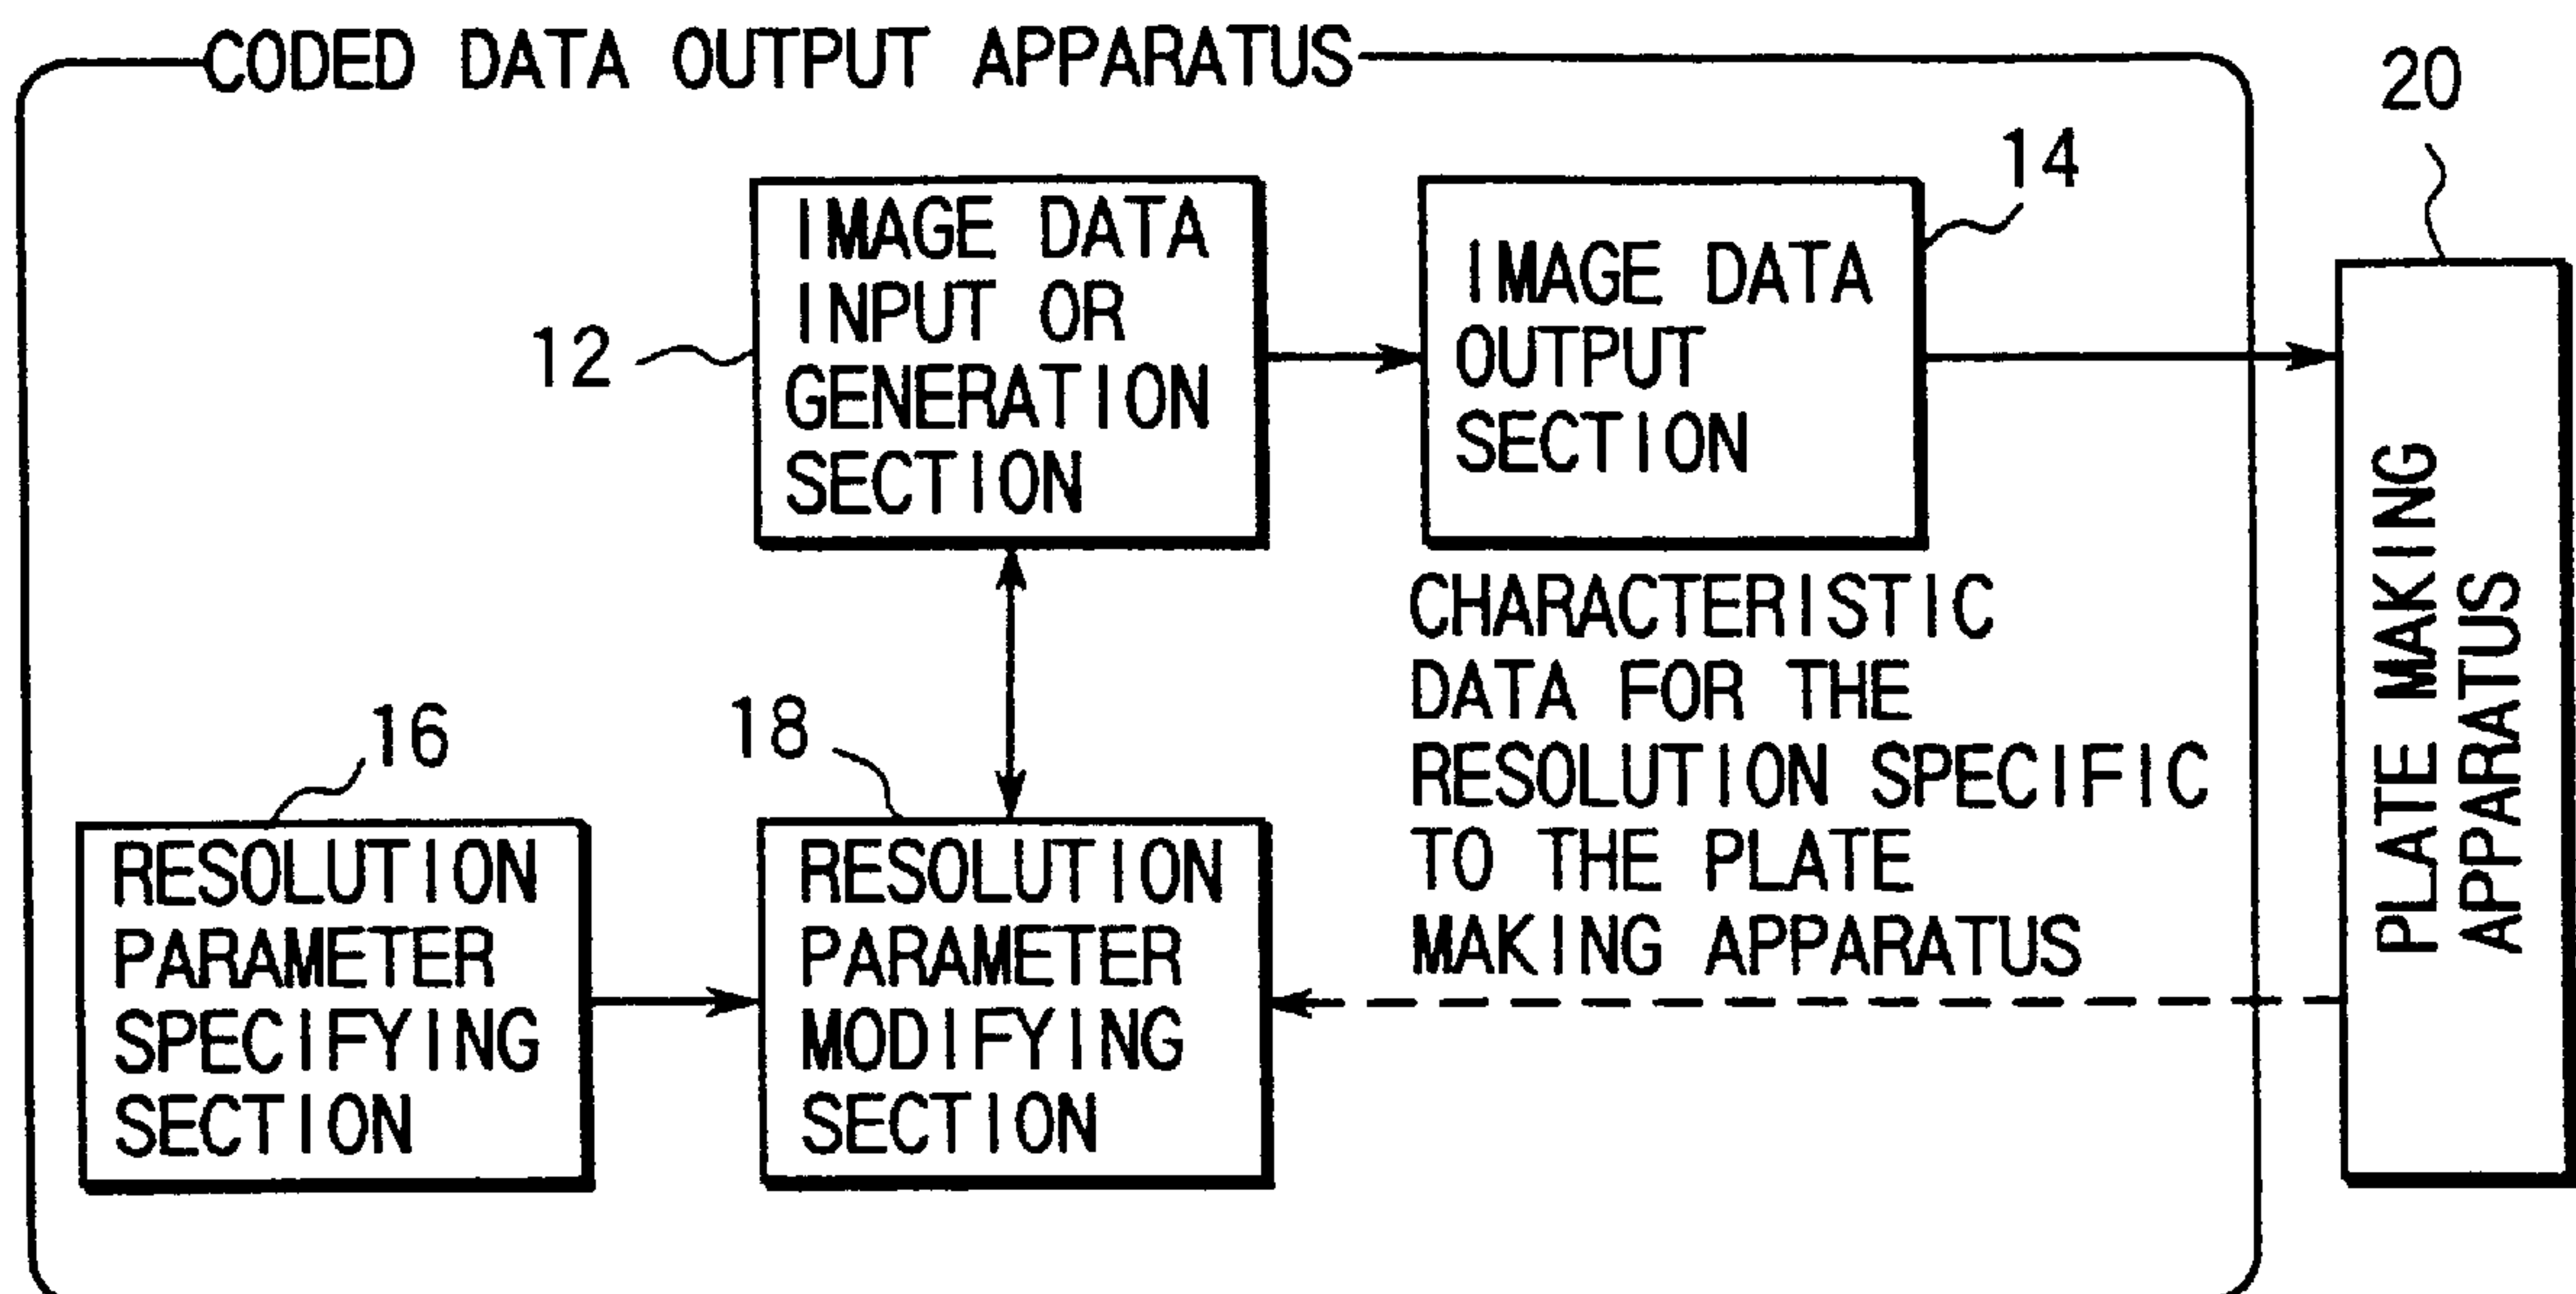 CODED DATA OUTPUT APPARATUS
20
14
IMAGE DATA
INPUT OR
GENERATION
SECTION
12
IMAGE DATA
OUTPUT
SECTION
PLATE MAKING
APPARATUS
CHARACTERISTIC
DATA FOR THE
RESOLUTION SPECIFIC
TO THE PLATE
MAKING APPARATUS
16
18
RESOLUTION
PARAMETER
SPECIFYING
SECTION
RESOLUTION
PARAMETER
MODIFYING
SECTION